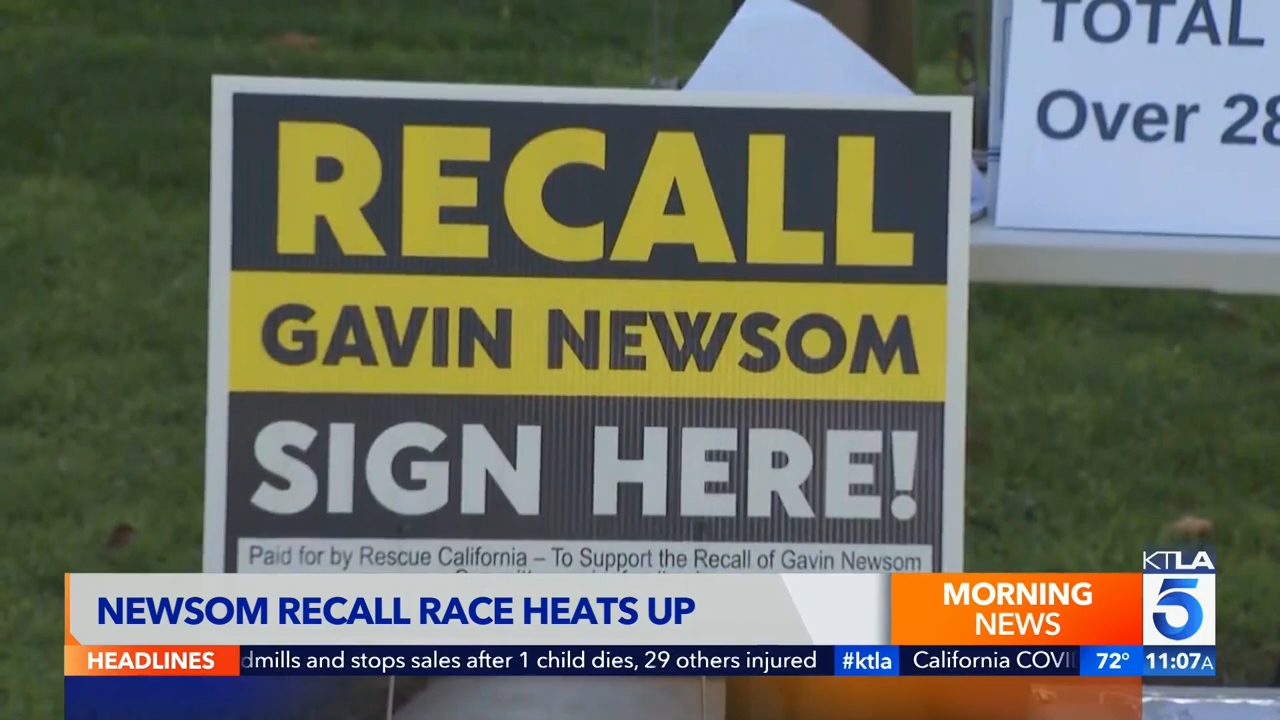 TOTAL
Over 28
RECALL
GAVIN NEWSOM
SIGN HERE!
Paid for by Rescue California – To Support the Recall of Gavin Newsom
NEWSOM RECALL RACE HEATS UP
MORNING
NEWS
KTLA
5
HEADLINES
dmills and stops sales after 1 child dies, 29 others injured
#ktla
California COVI
72°
11:07A